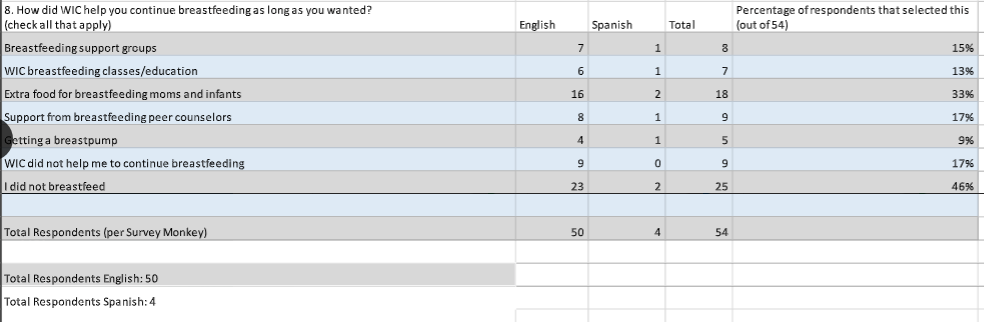 8. How did WIC help you continue breastfeeding as long as you wanted?
(check all that apply) English Spanish Total Percentage of respondents that selected this (out of 54)
Breastfeeding support groups 7 1 8 15%
WIC breastfeeding classes/education 6 1 7 13%
Extra food for breastfeeding moms and infants 16 2 18 33%
Support from breastfeeding peer counselors 8 1 9 17%
Getting a breastpump 4 1 5 9%
WIC did not help me to continue breastfeeding 9 0 9 17%
I did not breastfeed 23 2 25 46%
Total Respondents (per Survey Monkey) 50 4 54
Total Respondents English: 50
Total Respondents Spanish: 4